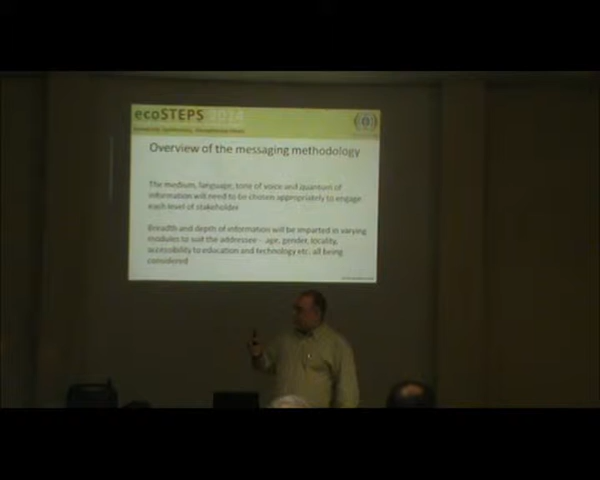 ecoSTEPS 2014
Overview of the messaging methodology
The medium, language, tone of voice and quantum of
information will need to be chosen appropriately to engage
each level of stakeholder
Breadth and depth of information will be imparted in varying
modules to suit the addressee - age, gender, locality,
accessibility to education and technology etc. all being
considered